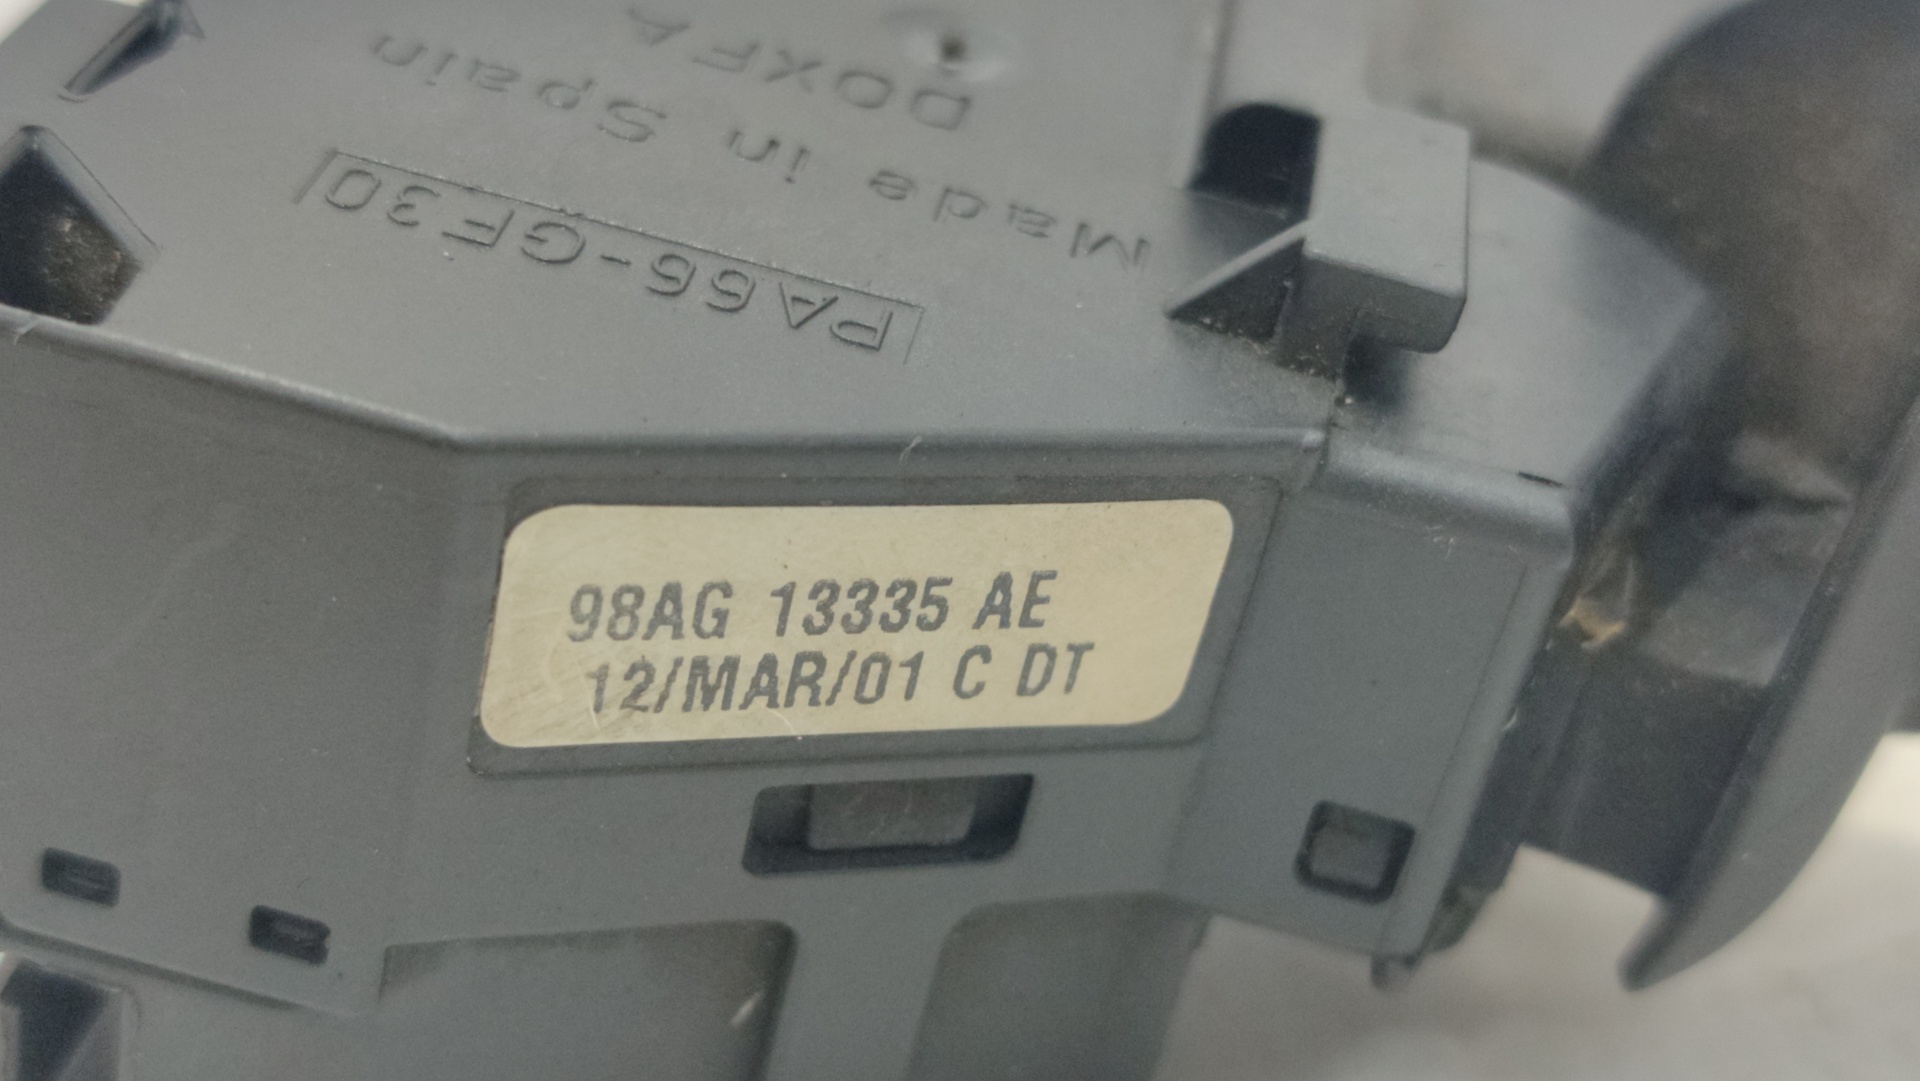 DOXFA
Made in Spain
PA66-GF30
98AG 13335 AE
12/MAR/01 C DT